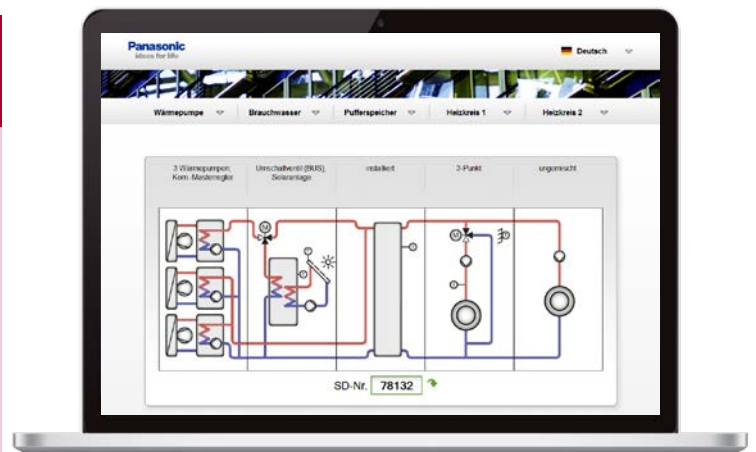 Panasonic
ideas for life
Deutsch
Wärmepumpe
Brauchwasser
Pufferspeicher
Heizkreis 1
Heizkreis 2
3 Wärmepumpen,
Kom.-Masterregler
Umschaltventil (BUS),
Solaranlage
installiert
3-Punkt
ungemischt
M
M
SD-Nr. 78132